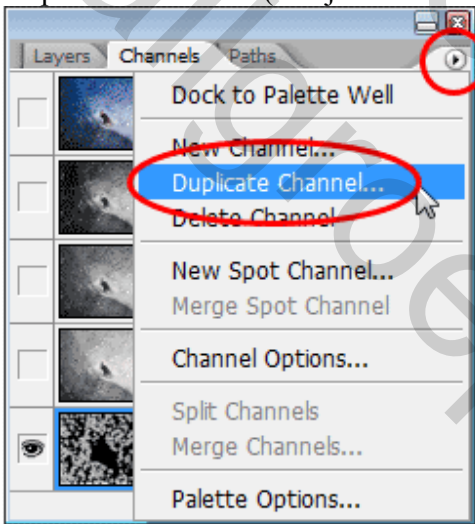 Layers Channels Paths
Dock to Palette Well
New Channel...
Duplicate Channel...
Delete Channel
New Spot Channel...
Merge Spot Channel
Channel Options...
Split Channels
Merge Channels...
Palette Options...